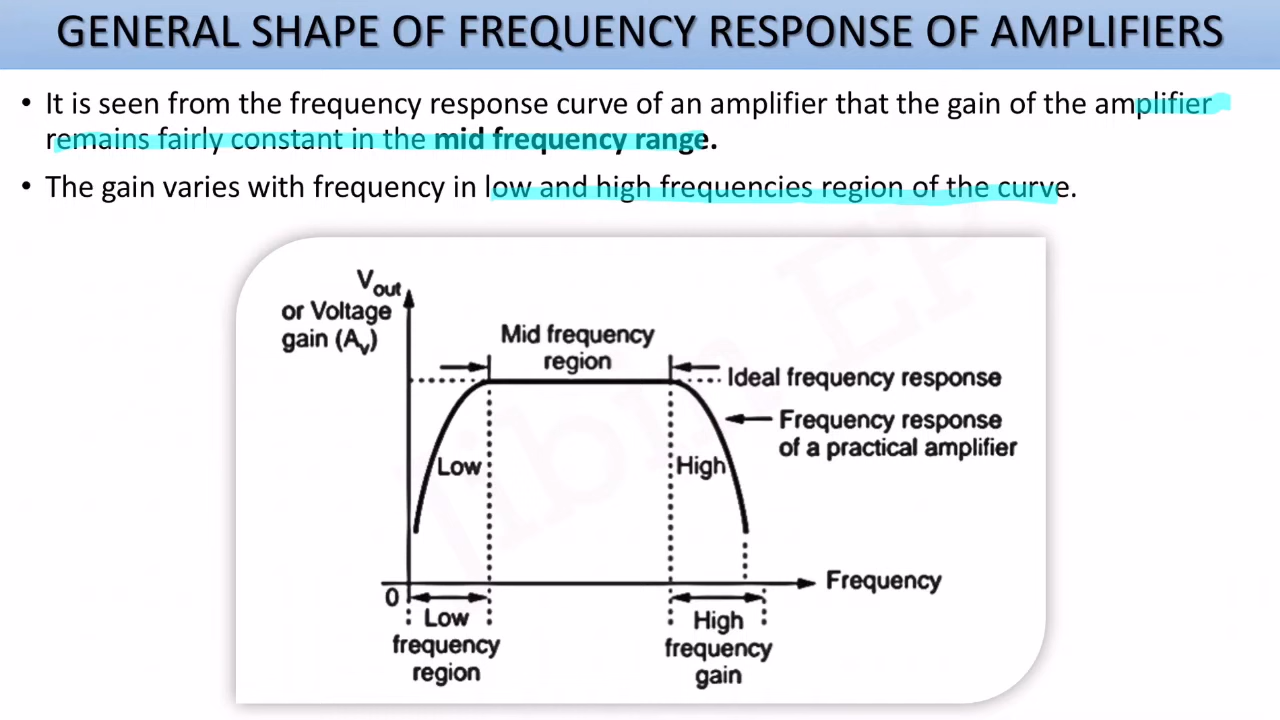 GENERAL SHAPE OF FREQUENCY RESPONSE OF AMPLIFIERS
• It is seen from the frequency response curve of an amplifier that the gain of the amplifier
remains fairly constant in the mid frequency range.
• The gain varies with frequency in low and high frequencies region of the curve.
Vout
or Voltage
gain (Av)
Mid frequency
region
Ideal frequency response
Frequency response
of a practical amplifier
Low
High
Frequency
0
Low
frequency
region
High
frequency
gain